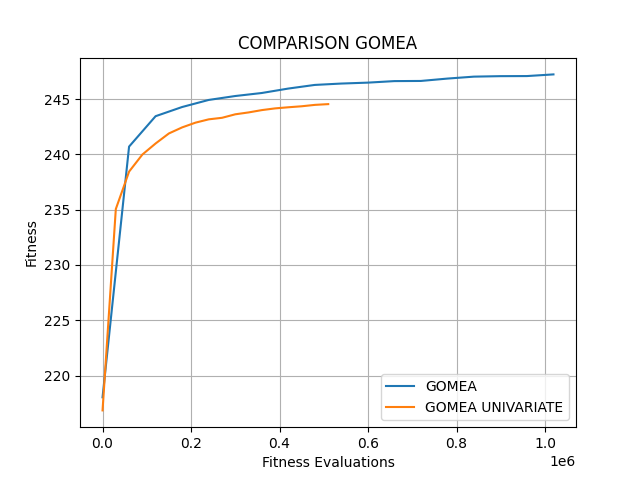 COMPARISON GOMEA
Fitness
245
240
235
230
225
220
GOMEA
GOMEA UNIVARIATE
0.0 0.2 0.4 0.6 0.8 1.0
1e6
Fitness Evaluations